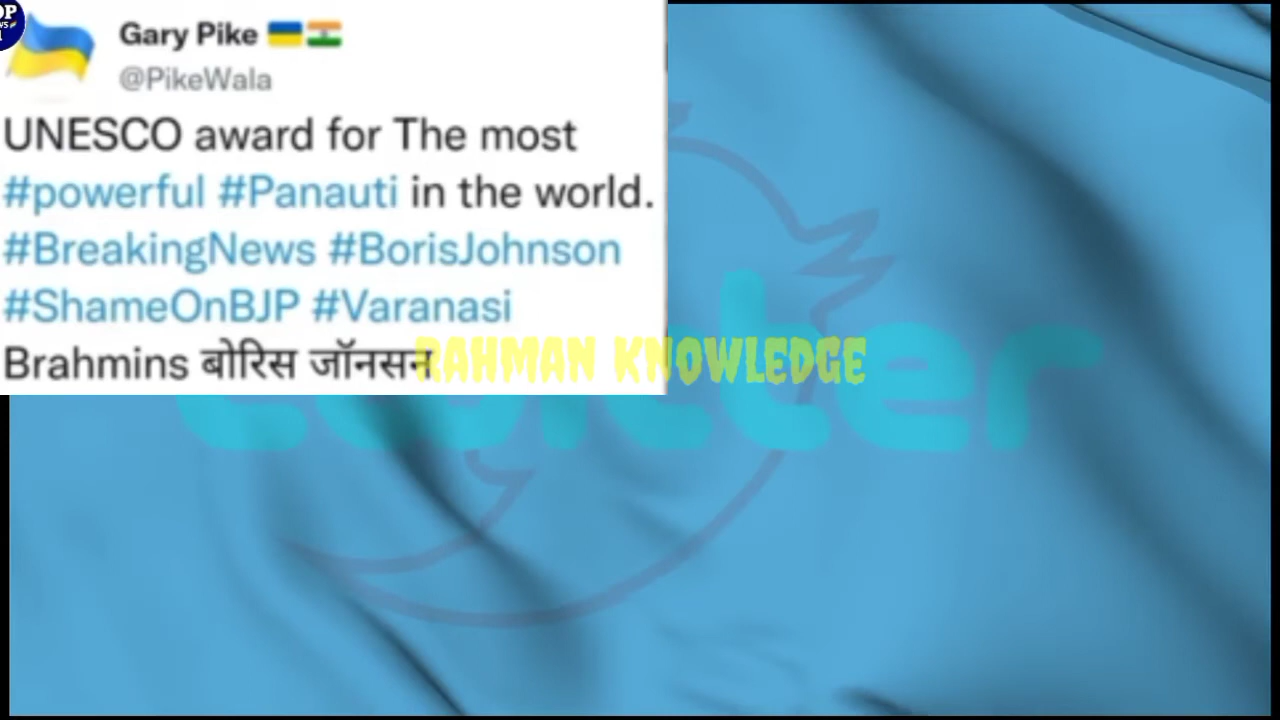 Gary Pike
@PikeWala
UNESCO award for The most
#powerful #Panauti in the world.
#BreakingNews #BorisJohnson
#ShameOnBJP #Varanasi
Brahmins बोरिस जॉनसन
RAHMAN KNOWLEDGE
twitter